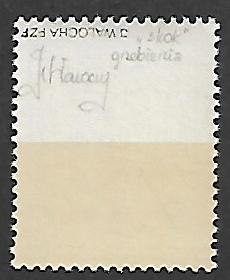 J WALOCHA PZF
„skok"
grzebienia